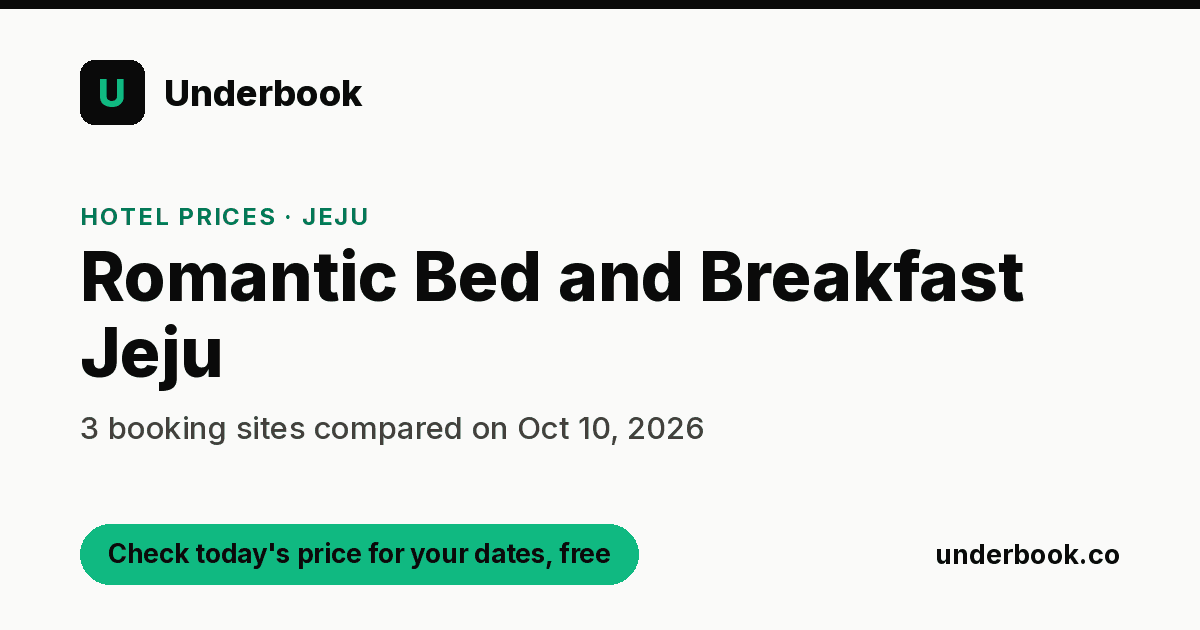 U
Underbook
HOTEL PRICES · JEJU
Romantic Bed and Breakfast
Jeju
3 booking sites compared on Oct 10, 2026
Check today's price for your dates, free
underbook.co